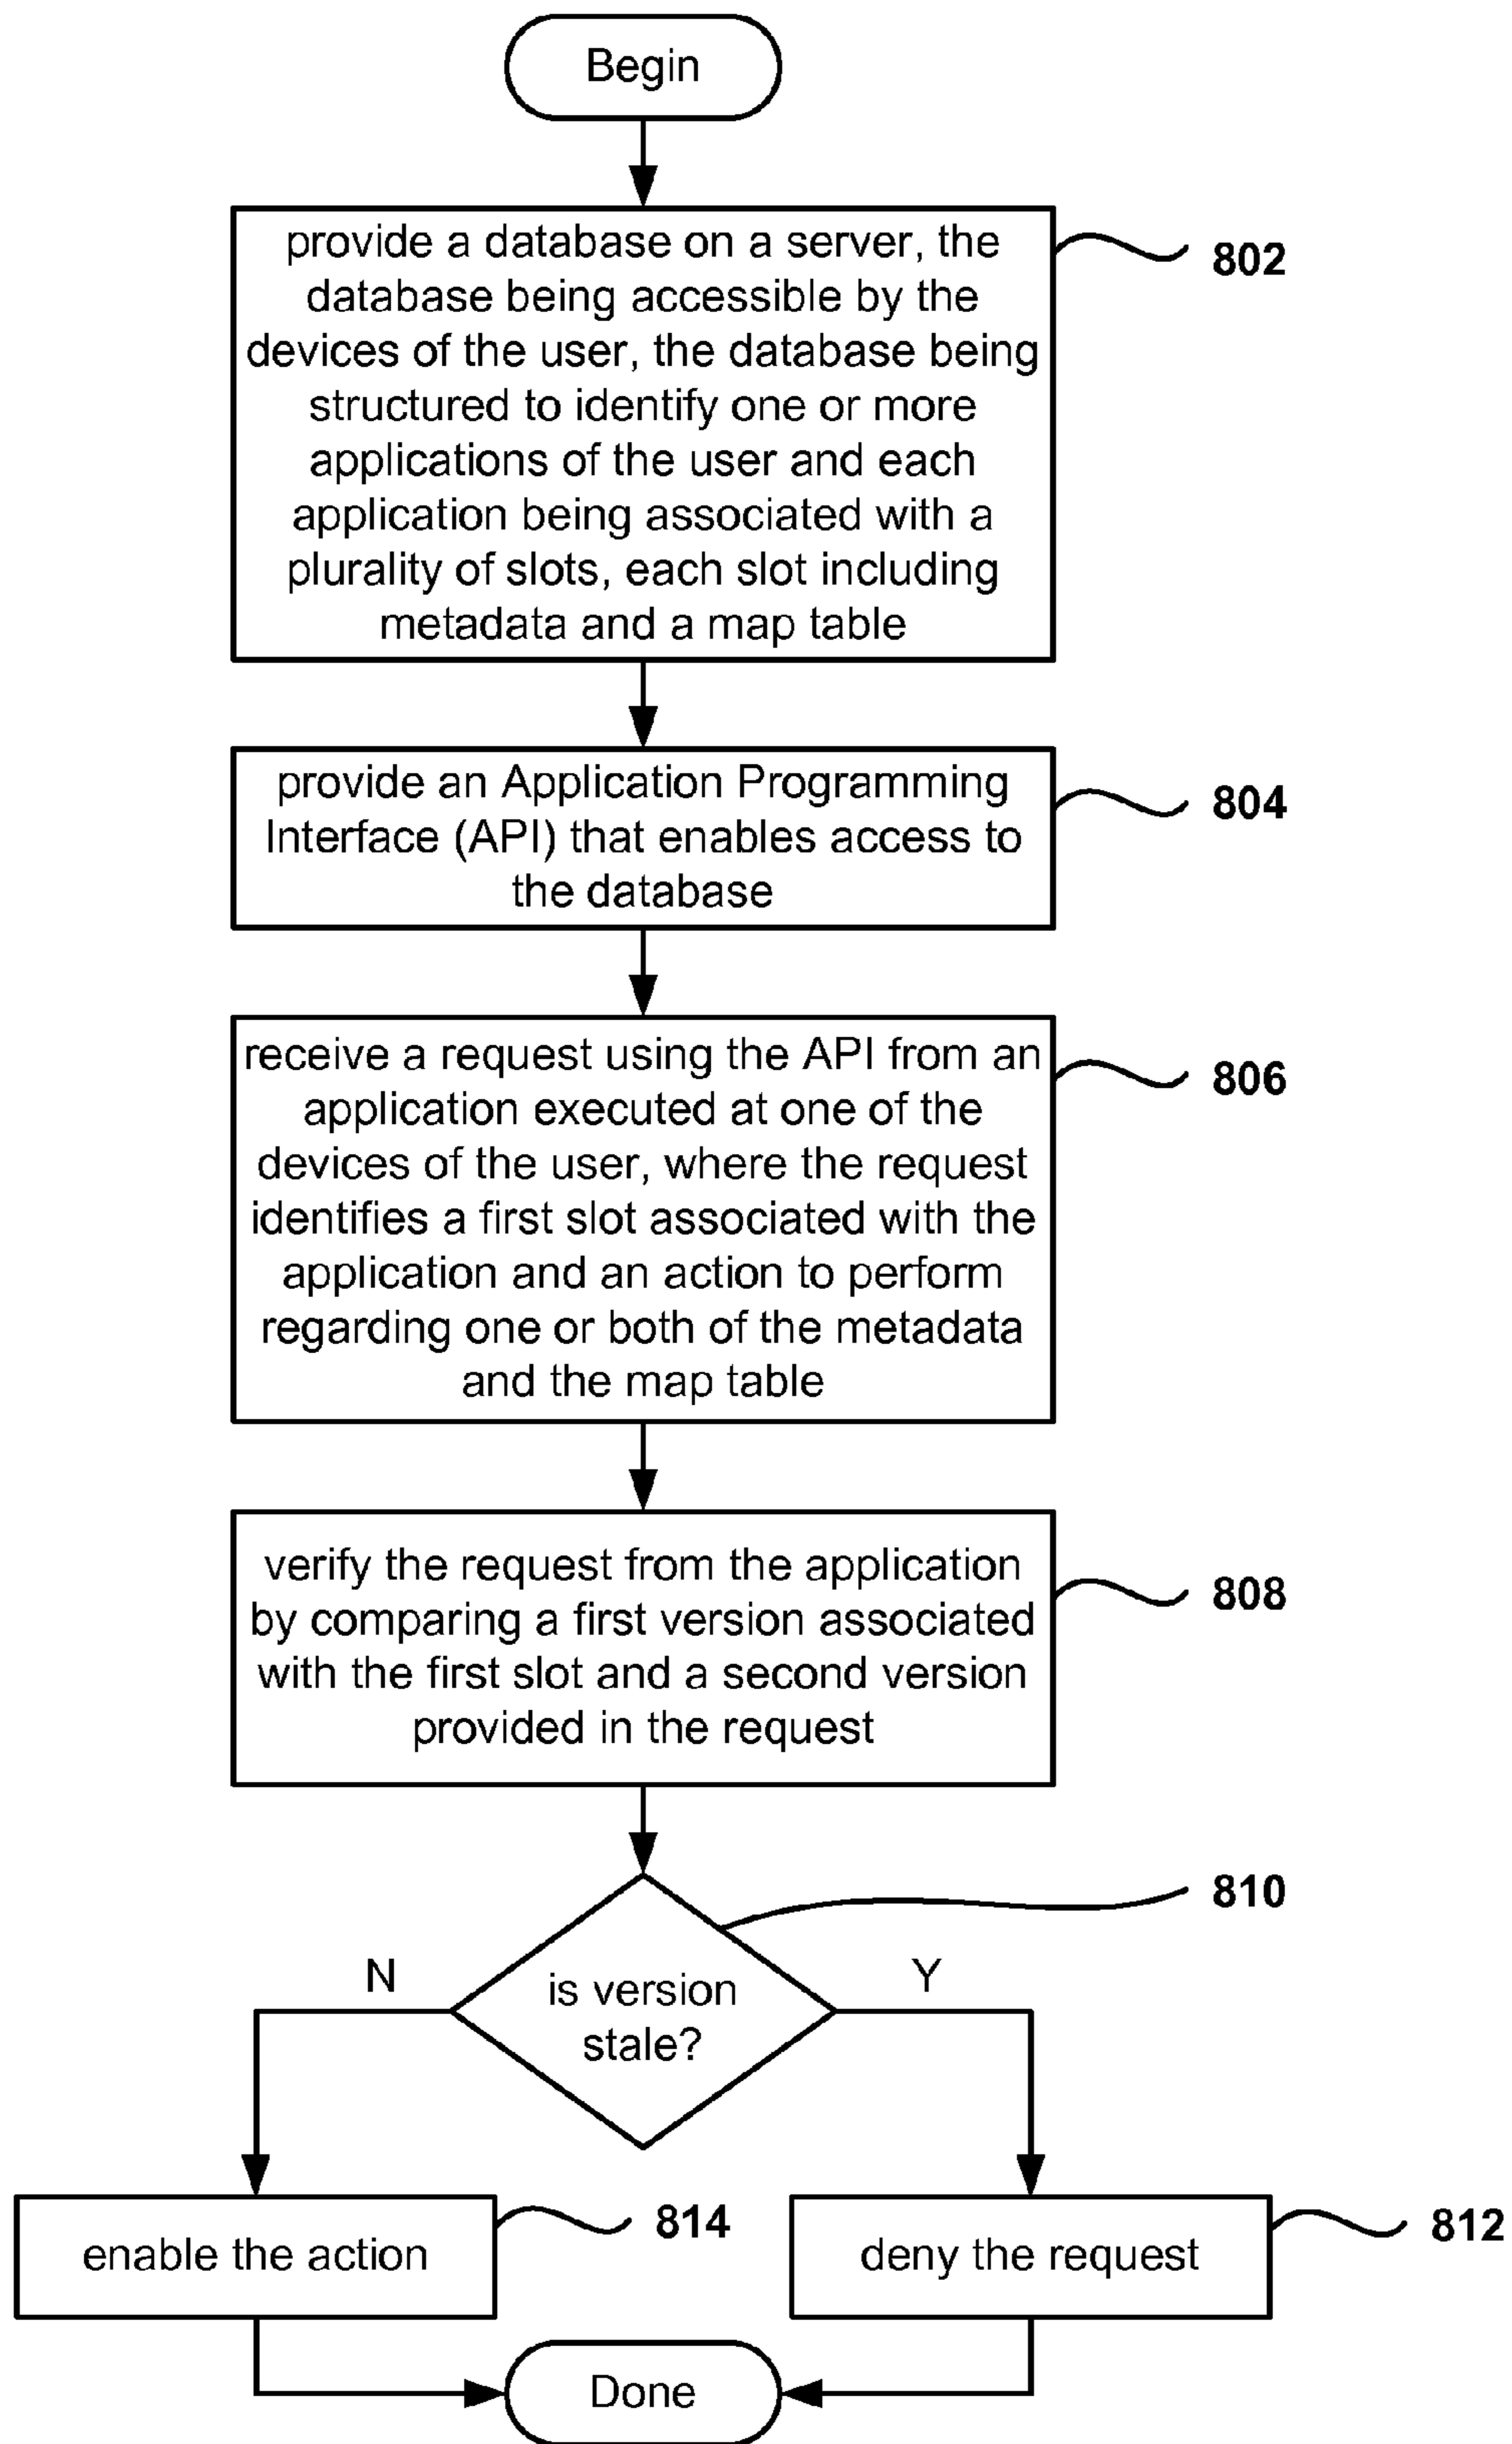 Begin
provide a database on a server, the
database being accessible by the
devices of the user, the database being
structured to identify one or more
applications of the user and each
application being associated with a
plurality of slots, each slot including
metadata and a map table
802
provide an Application Programming
Interface (API) that enables access to
the database
804
receive a request using the API from an
application executed at one of the
devices of the user, where the request
identifies a first slot associated with the
application and an action to perform
regarding one or both of the metadata
and the map table
806
verify the request from the application
by comparing a first version associated
with the first slot and a second version
provided in the request
808
810
N
is version
stale?
Y
enable the action
814
deny the request
812
Done